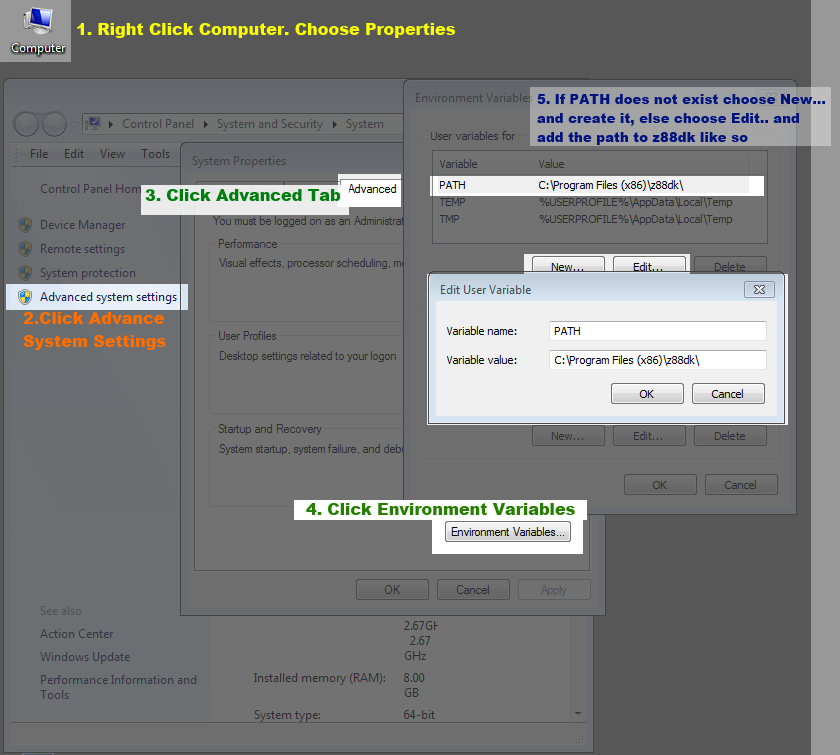 Computer
1. Right Click Computer. Choose Properties
Environment Variables
5. If PATH does not exist choose New...
and create it, else choose Edit.. and
add the path to z88dk like so
Control Panel
System and Security
System
User variables for
File Edit View Tools
System Properties
Variable Value
Control Panel Hom
3. Click Advanced Tab
Advanced
PATH C:\Program Files (x86)\z88dk\
TEMP %USERPROFILE%\AppData\Local\Temp
TMP %USERPROFILE%\AppData\Local\Temp
Device Manager
You must be logged on as an Administrat
Remote settings
Performance
Visual effects, processor scheduling, me
New... Edit... Delete
System protection
Advanced system settings
Edit User Variable
2.Click Advance
System Settings
Variable name: PATH
User Profiles
Desktop settings related to your logon
Variable value: C:\Program Files (x86)\z88dk\
OK Cancel
Startup and Recovery
System startup, system failure, and debu
New... Edit... Delete
OK Cancel
4. Click Environment Variables
Environment Variables...
OK Cancel Apply
See also
Action Center
Windows Update
Performance Information and
Tools
2.67GH
2.67
GHz
Installed memory (RAM): 8.00
GB
System type: 64-bit